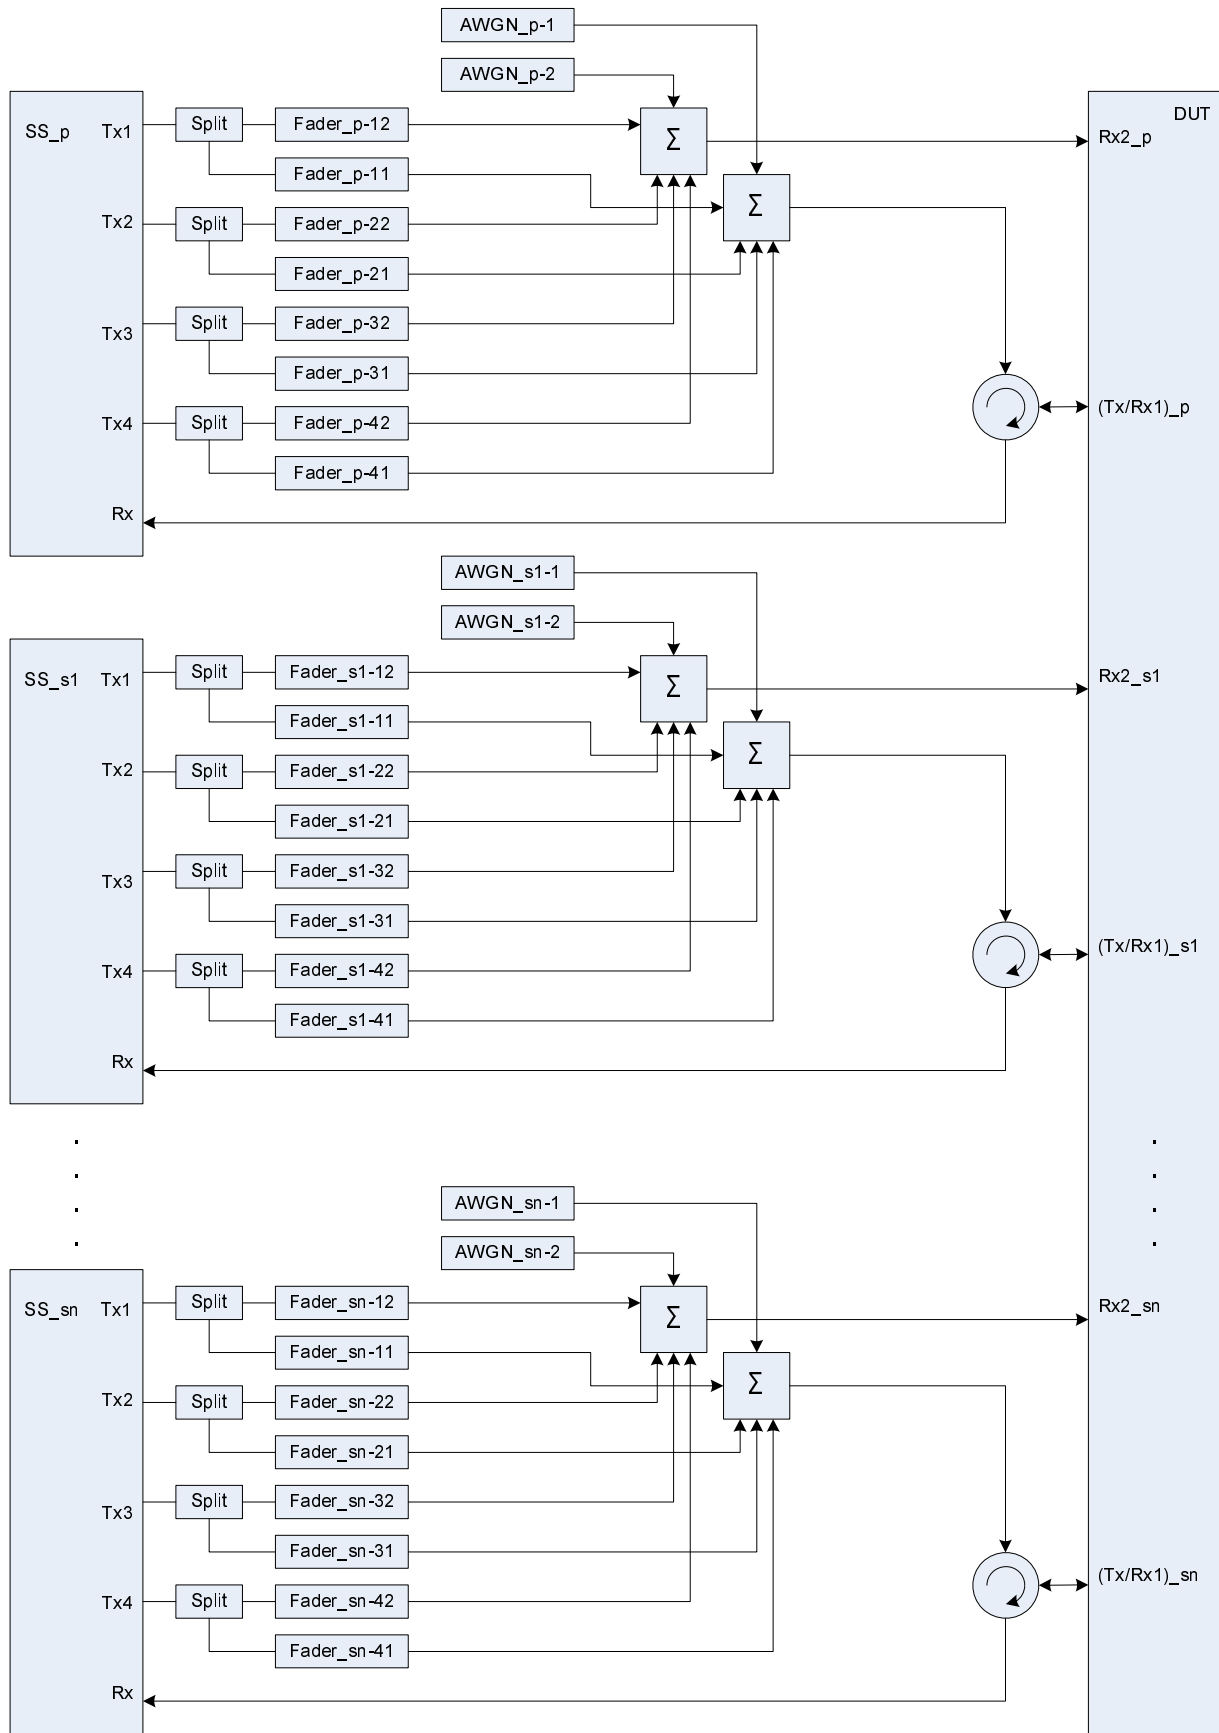 AWGN_p-1
AWGN_p-2
DUT
SS_p
Tx1
Split
Fader_p-12
Σ
Rx2_p
Fader_p-11
Σ
Tx2
Split
Fader_p-22
Fader_p-21
Tx3
Split
Fader_p-32
Fader_p-31
(Tx/Rx1)_p
Tx4
Split
Fader_p-42
Fader_p-41
Rx
AWGN_s1-1
AWGN_s1-2
SS_s1
Tx1
Split
Fader_s1-12
Σ
Rx2_s1
Fader_s1-11
Σ
Tx2
Split
Fader_s1-22
Fader_s1-21
Tx3
Split
Fader_s1-32
Fader_s1-31
(Tx/Rx1)_s1
Tx4
Split
Fader_s1-42
Fader_s1-41
Rx
AWGN_sn-1
AWGN_sn-2
SS_sn
Tx1
Split
Fader_sn-12
Σ
Rx2_sn
Fader_sn-11
Σ
Tx2
Split
Fader_sn-22
Fader_sn-21
Tx3
Split
Fader_sn-32
Fader_sn-31
(Tx/Rx1)_sn
Tx4
Split
Fader_sn-42
Fader_sn-41
Rx